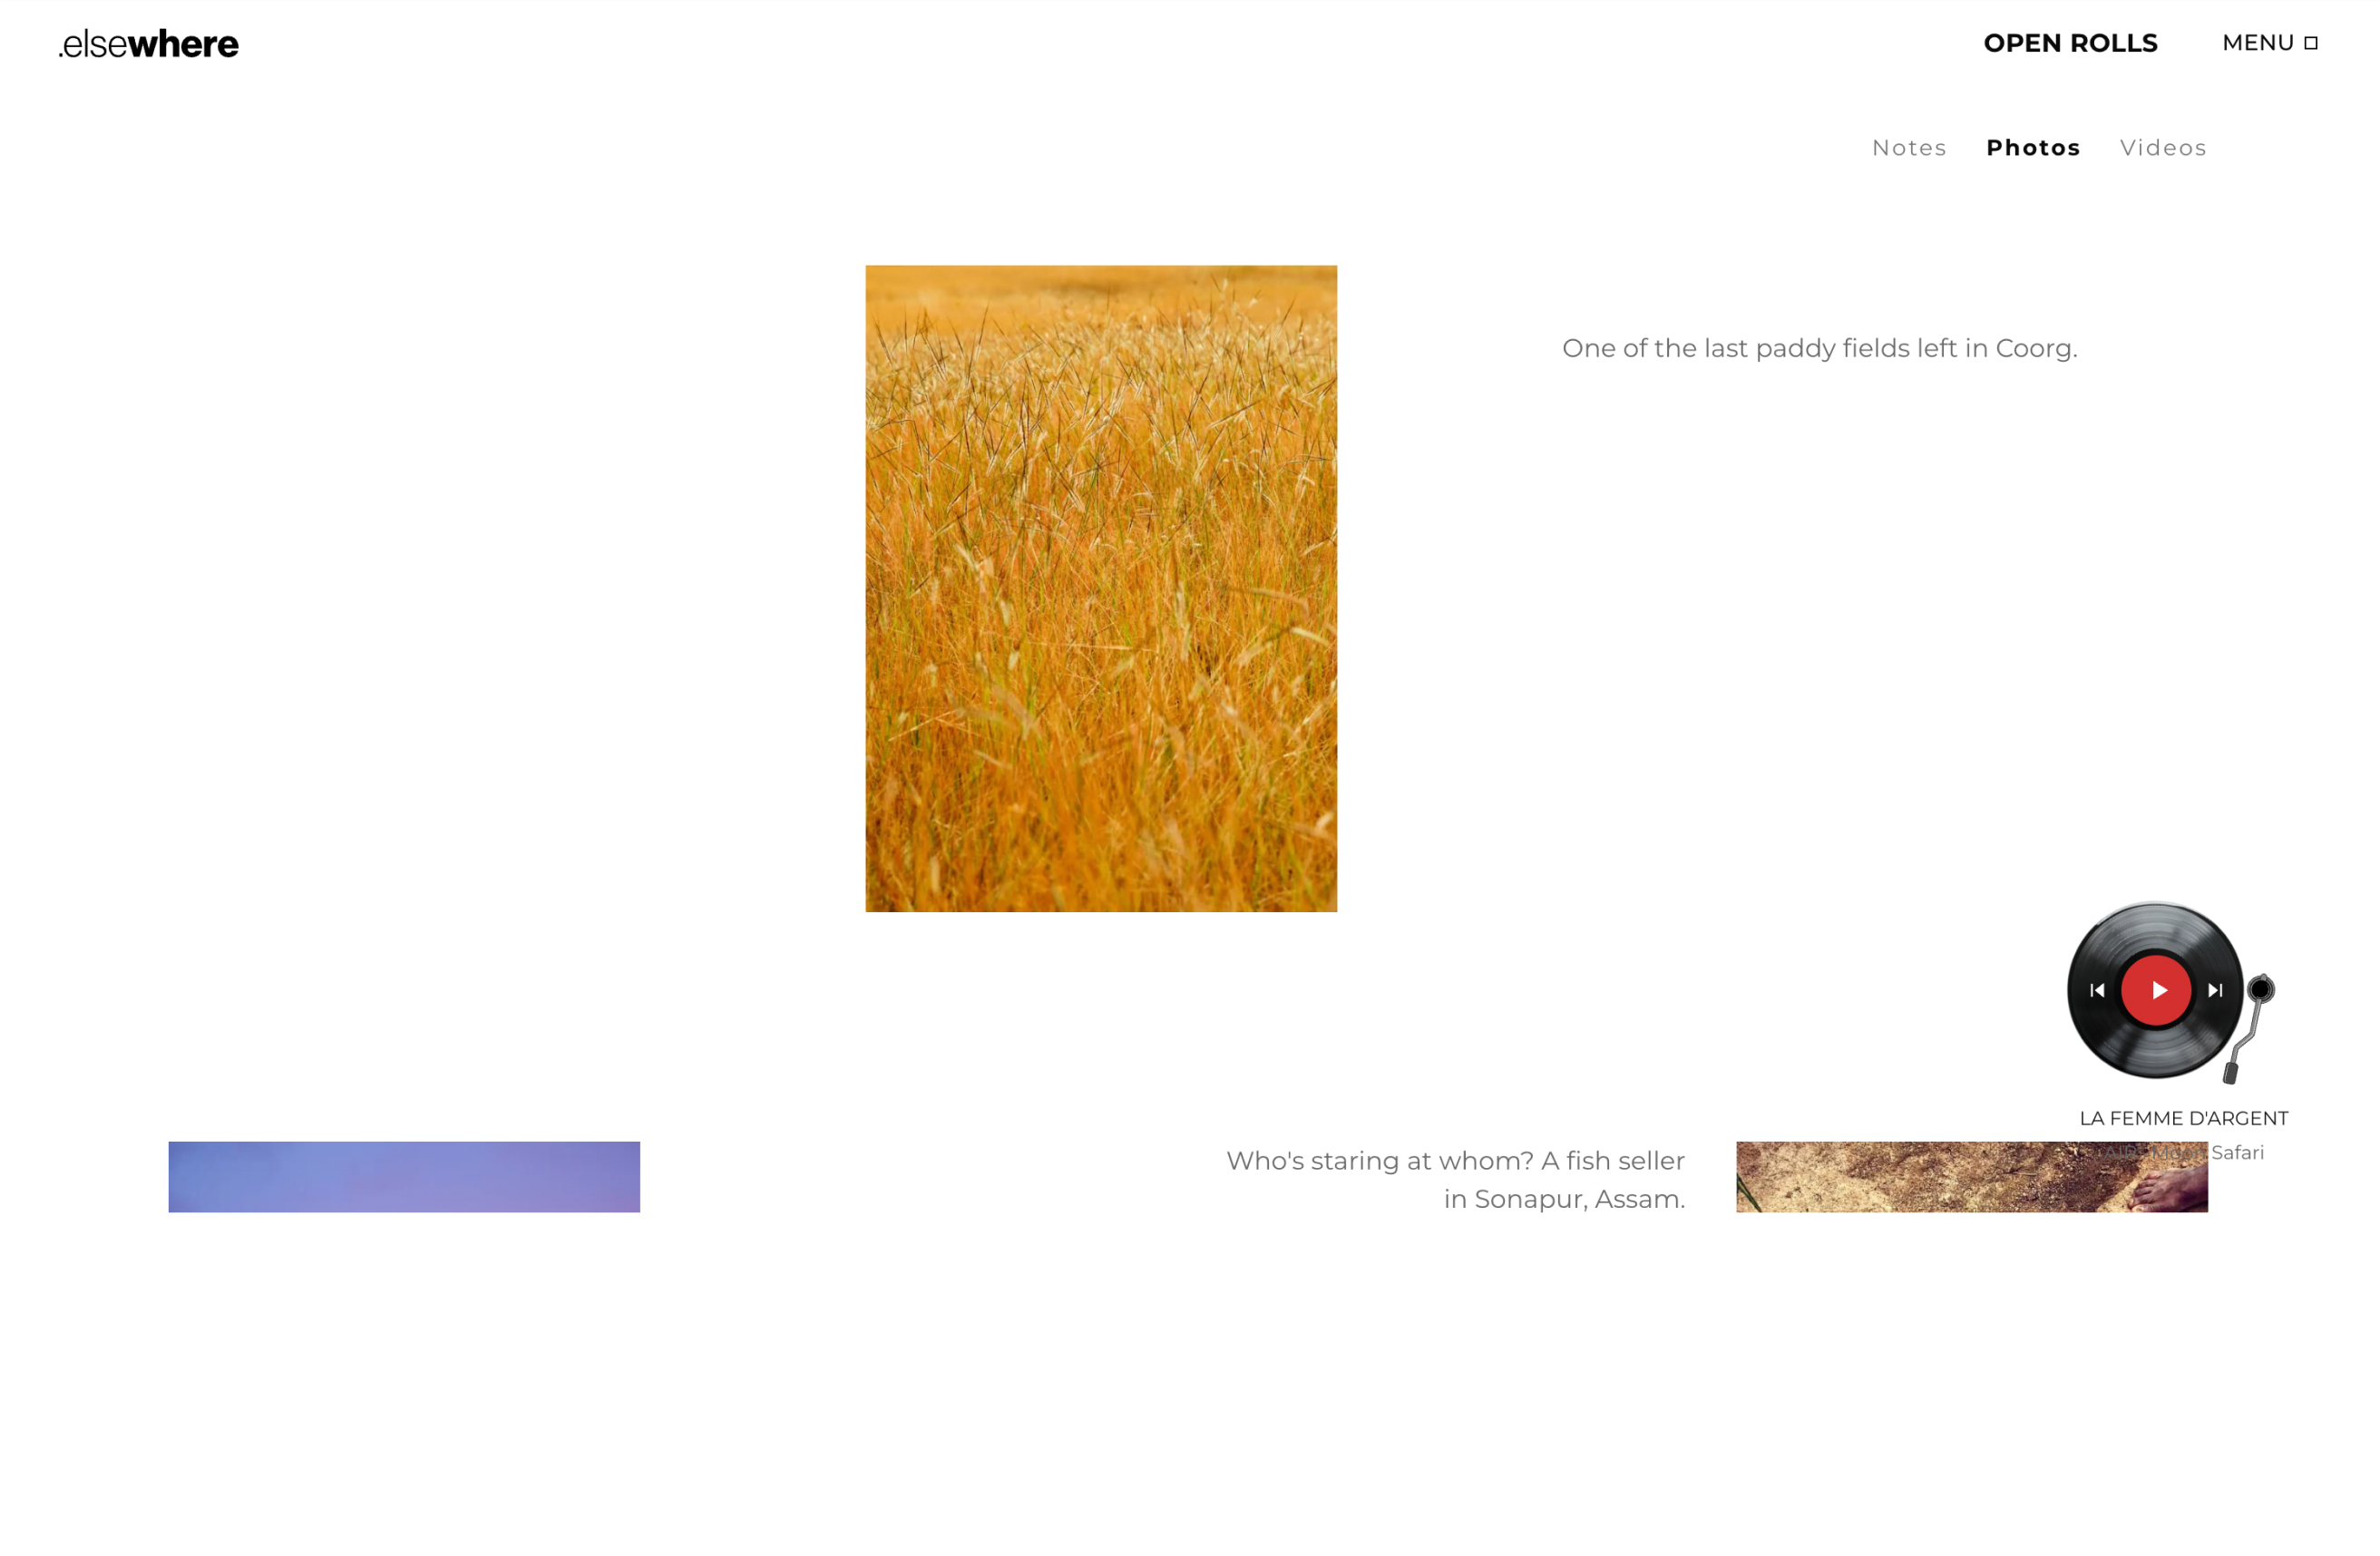 .elsewhere
OPEN ROLLS
MENU
Notes
Photos
Videos
One of the last paddy fields left in Coorg.
LA FEMME D'ARGENT
Safari
Who's staring at whom? A fish seller
in Sonapur, Assam.